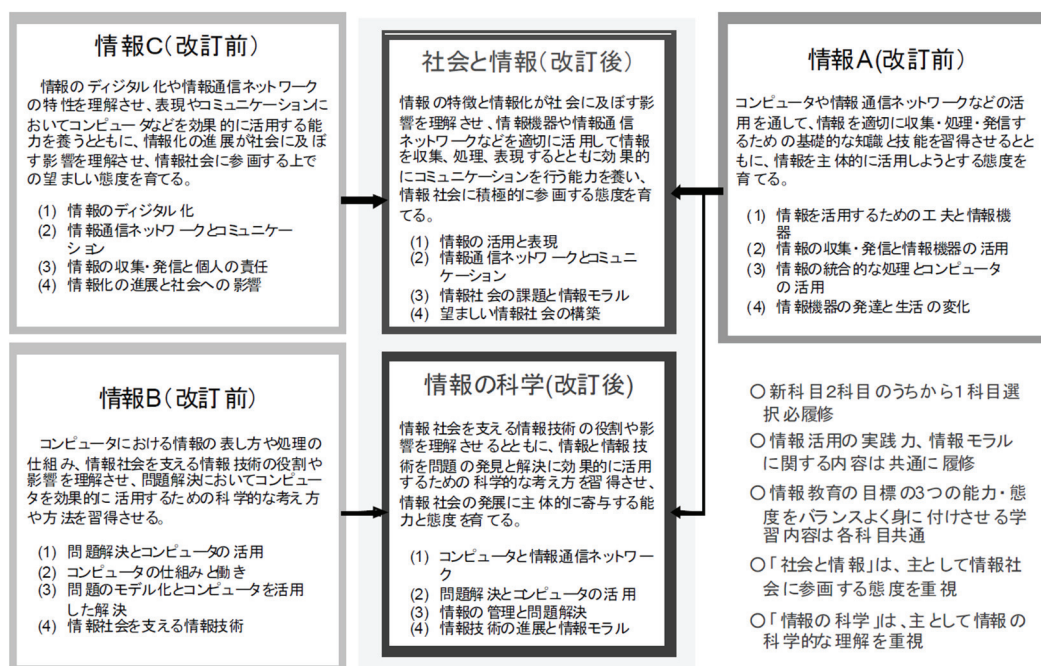 情報C(改訂前)
情報のディジタル化や情報通信ネットワーク
の特性を理解させ、表現やコミュニケーションに
おいてコンピュータなどを効果的に活用する能
力を養うとともに、情報化の進展が社会に及ぼ
す影響を理解させ、情報社会に参画する上で
の望ましい態度を育てる。
(1) 情報のディジタル化
(2) 情報通信ネットワークとコミュニケー
ション
(3) 情報の収集・発信と個人の責任
(4) 情報化の進展と社会への影響
社会と情報(改訂後)
情報の特徴と情報化が社会に及ぼす影
響を理解させ、情報機器や情報通信
ネットワークなどを適切に活用して情報
を収集、処理、表現するとともに効果的
にコミュニケーションを行う能力を養い、
情報社会に積極的に参画する態度を育
てる。
(1) 情報の活用と表現
(2) 情報通信ネットワークとコミュニ
ケーション
(3) 情報社会の課題と情報モラル
(4) 望ましい情報社会の構築
情報A(改訂前)
コンピュータや情報通信ネットワークなどの活
用を通して、情報を適切に収集・処理・発信す
るための基礎的な知識と技能を習得させるとと
もに、情報を主体的に活用しようとする態度を
育てる。
(1) 情報を活用するための工夫と情報機
器
(2) 情報の収集・発信と情報機器の活用
(3) 情報の統合的な処理とコンピュータ
の活用
(4) 情報機器の発達と生活の変化
情報B(改訂前)
コンピュータにおける情報の表し方や処理の
仕組み、情報社会を支える情報技術の役割や
影響を理解させ、問題解決においてコンピュー
タを効果的に活用するための科学的な考え方
や方法を習得させる。
(1) 問題解決とコンピュータの活用
(2) コンピュータの仕組みと働き
(3) 問題のモデル化とコンピュータを活用
した解決
(4) 情報社会を支える情報技術
情報の科学(改訂後)
情報社会を支える情報技術の役割や影
響を理解させるとともに、情報と情報技
術を問題の発見と解決に効果的に活用
するための科学的な考え方を習得させ、
情報社会の発展に主体的に寄与する能
力と態度を育てる。
(1) コンピュータと情報通信ネットワー
ク
(2) 問題解決とコンピュータの活用
(3) 情報の管理と問題解決
(4) 情報技術の進展と情報モラル
○新科目2科目のうちから1科目選
択必履修
○情報活用の実践力、情報モラル
に関する内容は共通に履修
○情報教育の目標の3つの能力・態
度をバランスよく身に付けさせる学
習内容は各科目共通
○「社会と情報」は、主として情報社
会に参画する態度を重視
○「情報の科学」は、主として情報の
科学的な理解を重視